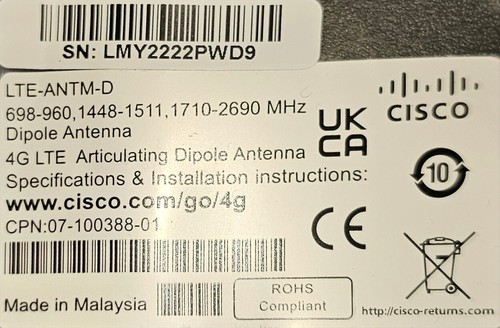 SN: LMY2222PWD9
LTE-ANTM-D
698-960,1448-1511,1710-2690 MHz
Dipole Antenna
4G LTE Articulating Dipole Antenna
Specifications & Installation instructions:
www.cisco.com/go/4g
CPN:07-100388-01
Made in Malaysia
ROHS
Compliant
UK
CA
CE
CISCO
10
http://cisco-returns.com